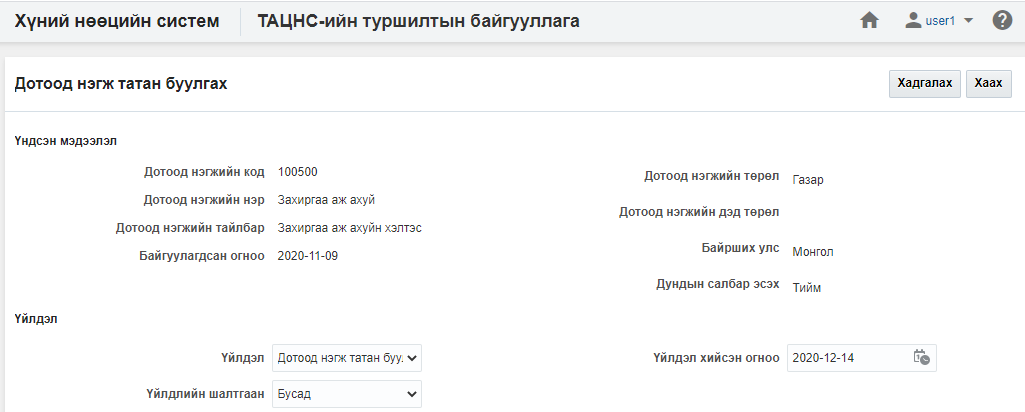 Хүний нөөцийн систем ТАЦНС-ийн туршилтын байгууллага user1
Дотоод нэгж татан буулгах Хадгалах Хаах
Үндсэн мэдээлэл
Дотоод нэгжийн код 100500
Дотоод нэгжийн нэр Захиргаа аж ахуй
Дотоод нэгжийн тайлбар Захиргаа аж ахуйн хэлтэс
Байгуулагдсан огноо 2020-11-09
Дотоод нэгжийн төрөл Газар
Дотоод нэгжийн дэд төрөл
Байрших улс Монгол
Дундын салбар эсэх Тийм
Үйлдэл
Үйлдэл Дотоод нэгж татан буу. Үйлдэл хийсэн огноо 2020-12-14
Үйлдлийн шалтгаан Бусад